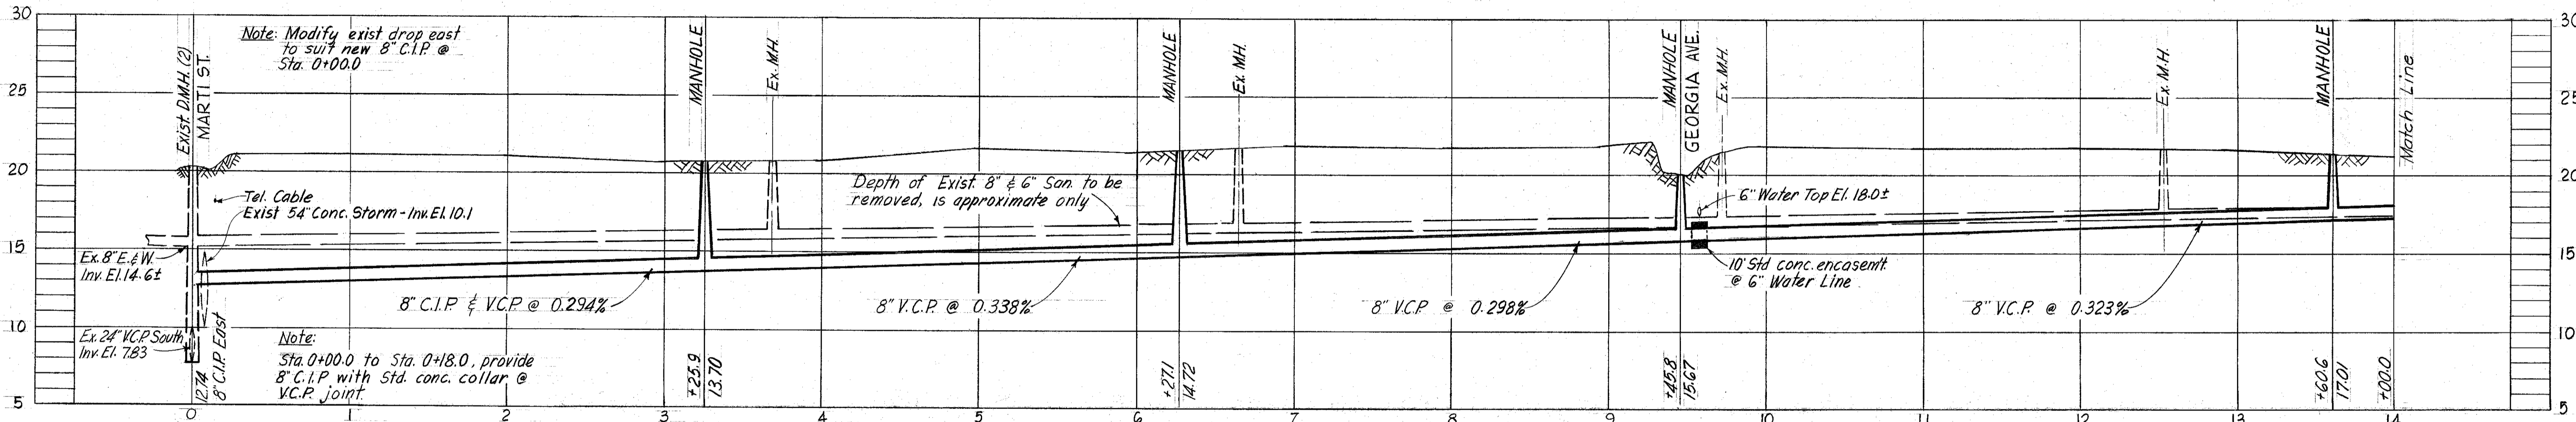 30
25
20
15
10
5
Note: Modify exist drop east
to suit new 8" C.I.P. @
Sta. 0+00.0
Exist. D.M.H. (2)
MARTI ST.
MANHOLE
Ex. M.H.
MANHOLE
Ex. M.H.
MANHOLE
GEORGIA AVE.
Ex. M.H.
Ex. M.H.
MANHOLE
Match Line
30
25
20
15
10
5
Tel. Cable
Exist 54" Conc. Storm - Inv. El. 10.1
Depth of Exist. 8" & 6" San. to be
removed, is approximate only
6" Water Top El. 18.0±
Ex. 8" E. & W.
Inv. El. 14.6±
10' Std conc. encasem't.
@ 6" Water Line
8" C.I.P. & V.C.P. @ 0.294%
8" V.C.P. @ 0.338%
8" V.C.P. @ 0.298%
8" V.C.P. @ 0.323%
Ex. 24" V.C.P. South
Inv. El. 7.83
Note:
Sta. 0+00.0 to Sta. 0+18.0, provide
8" C.I.P. with Std. conc. collar @
V.C.P. joint.
12.74
8" C.I.P. East
+25.9
13.70
+27.1
14.72
+45.8
15.67
+60.6
17.01
+00.0
0 1 2 3 4 5 6 7 8 9 10 11 12 13 14